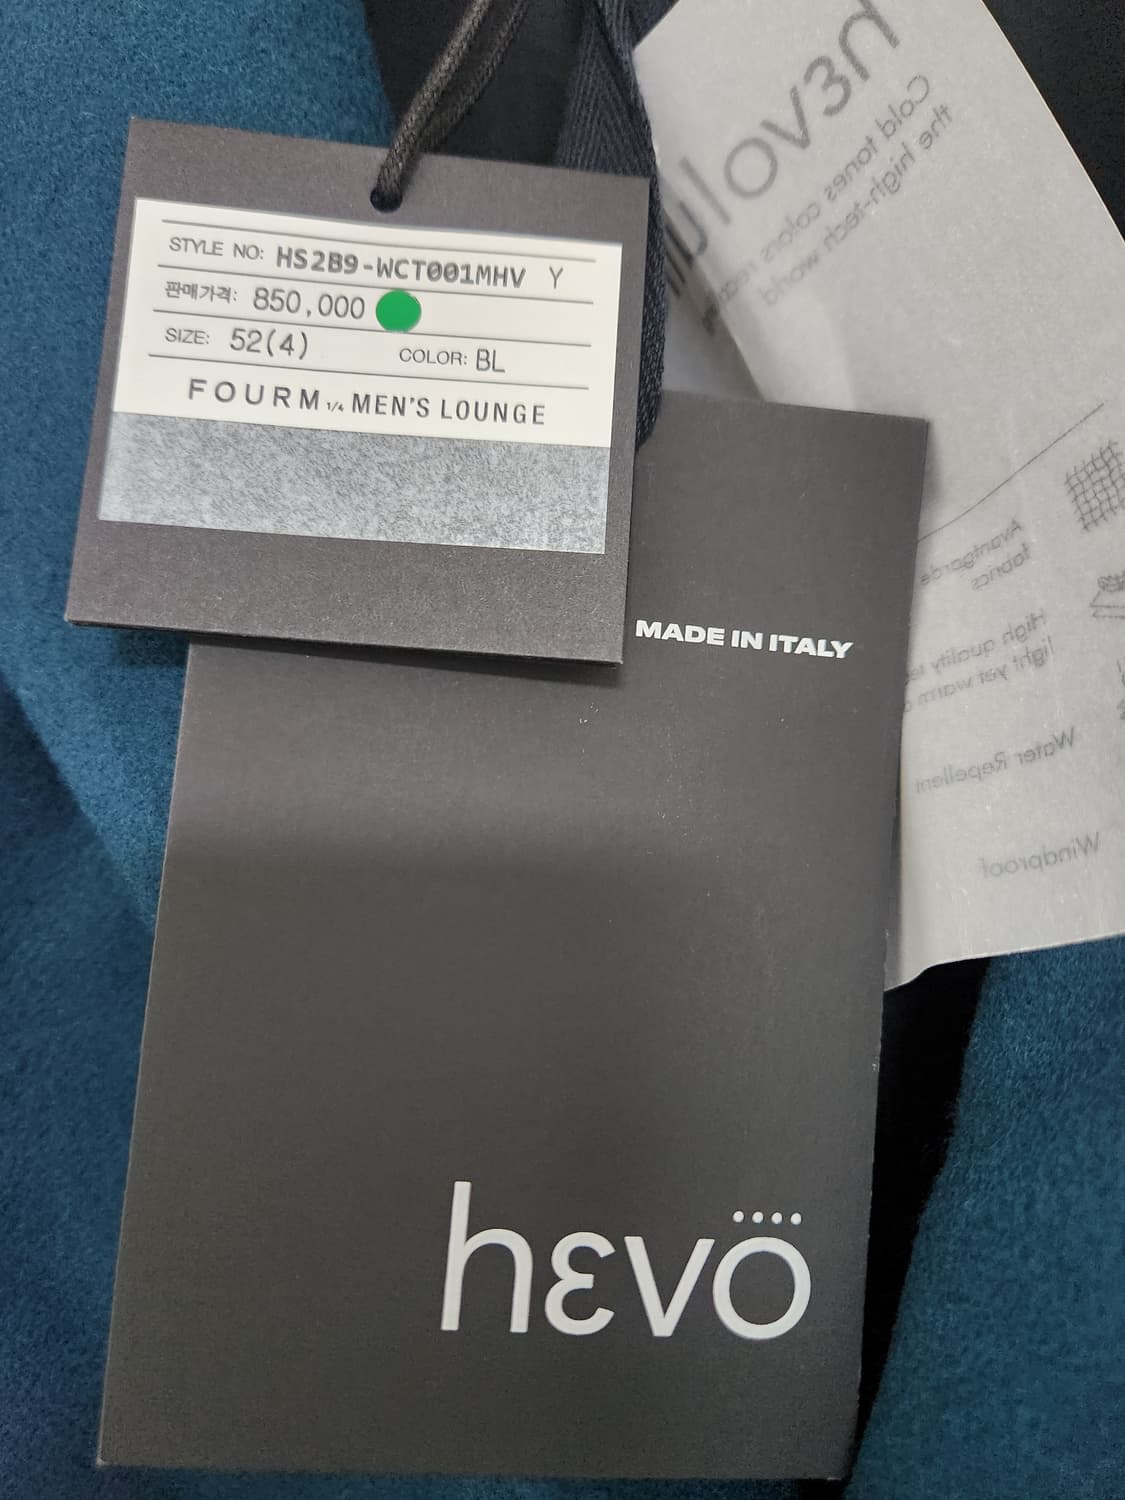 STYLE NO: HS2B9-WCT001MHV Y
판매가격: 850,000
SIZE: 52(4) COLOR: BL
FOURM 1/4 MEN'S LOUNGE
MADE IN ITALY
hɛvö
hɛvolu
Cold tones colors
the high-tech world
Avantgarde
fabrics
High quality
light yet warm
Water Repellent
Windproof